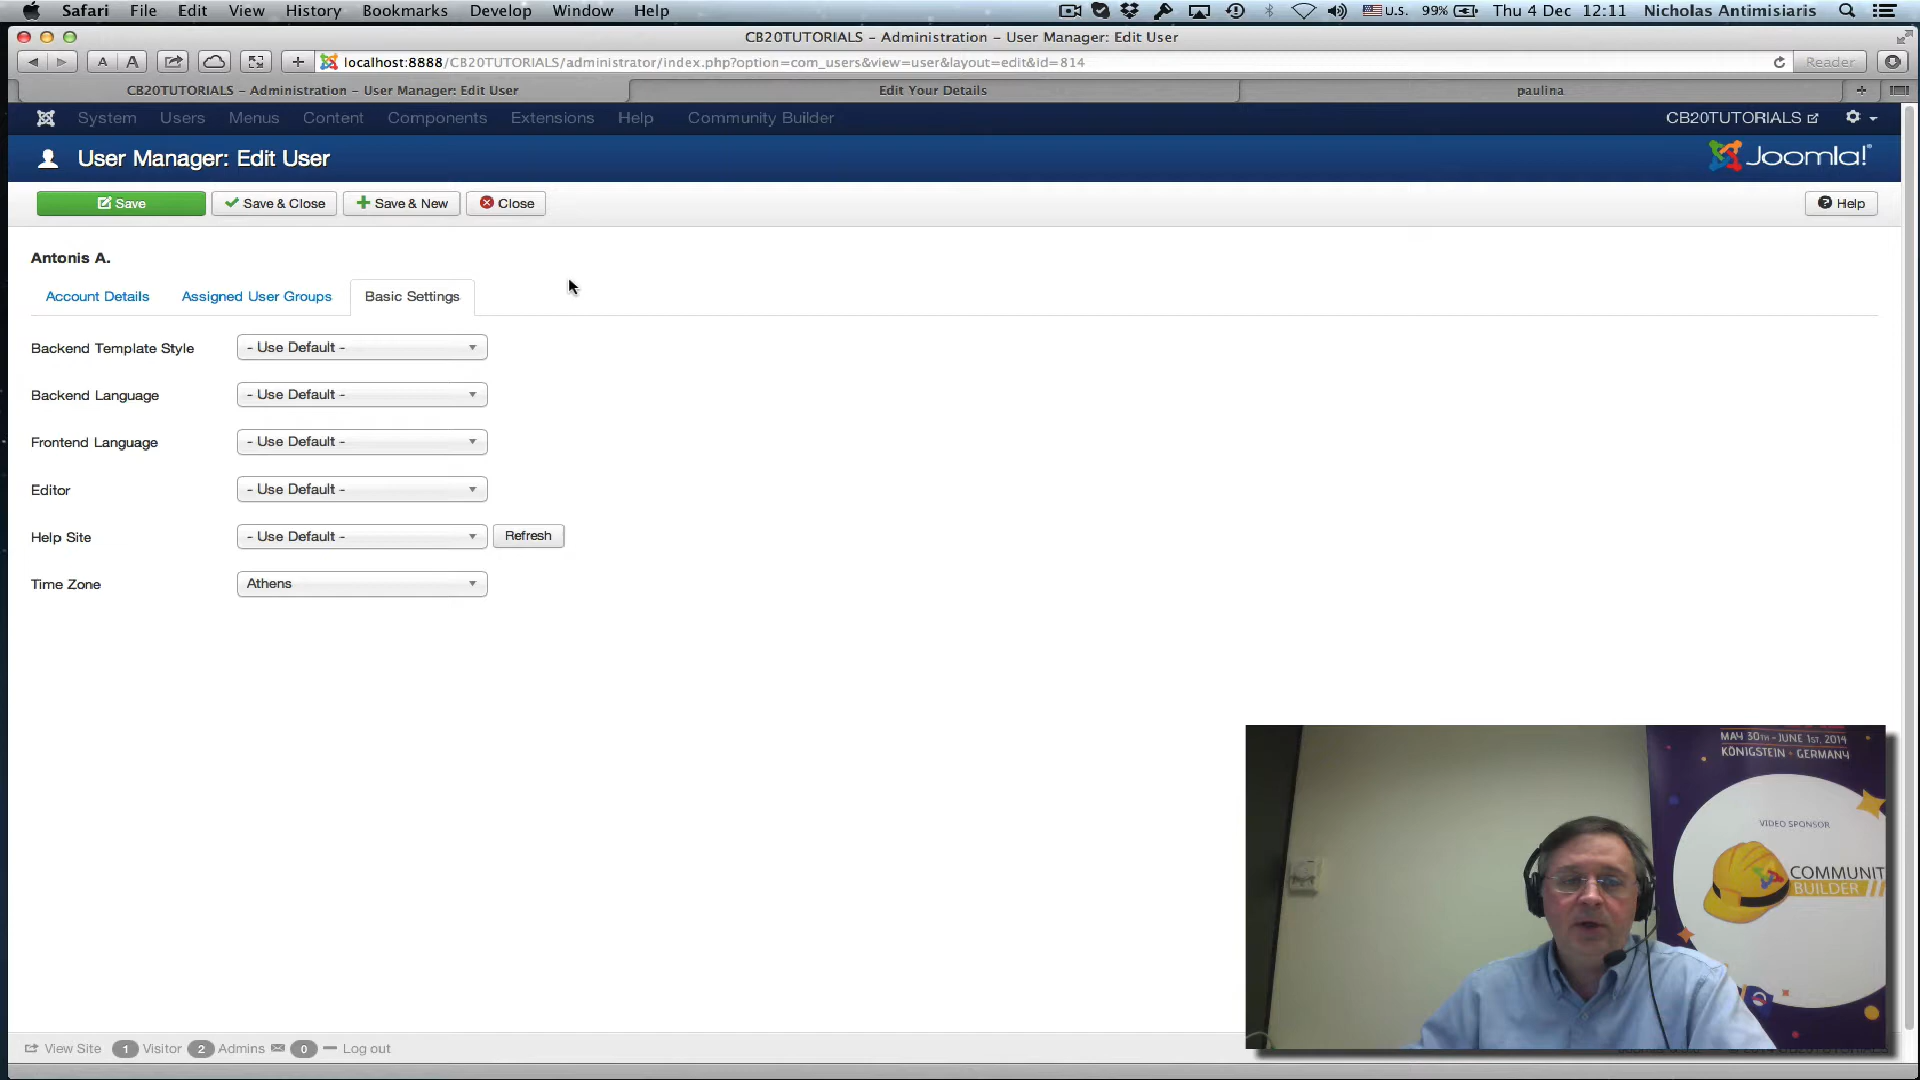 Safari File Edit View History Bookmarks Develop Window Help U.S. 99% Thu 4 Dec 12:11 Nicholas Antimisiaris
CB20TUTORIALS – Administration – User Manager: Edit User
A A + localhost:8888/CB20TUTORIALS/administrator/index.php?option=com_users&view=user&layout=edit&id=814 Reader
CB20TUTORIALS – Administration – User Manager: Edit User Edit Your Details paulina +
System Users Menus Content Components Extensions Help Community Builder CB20TUTORIALS
User Manager: Edit User Joomla!®
Save Save & Close Save & New Close Help
Antonis A.
Account Details Assigned User Groups Basic Settings
Backend Template Style - Use Default -
Backend Language - Use Default -
Frontend Language - Use Default -
Editor - Use Default -
Help Site - Use Default - Refresh
Time Zone Athens
MAY 30TH - JUNE 1ST, 2014
KÖNIGSTEIN • GERMANY
VIDEO SPONSOR
COMMUNIT
BUILDER
View Site 1 Visitor 2 Admins 0 Log out